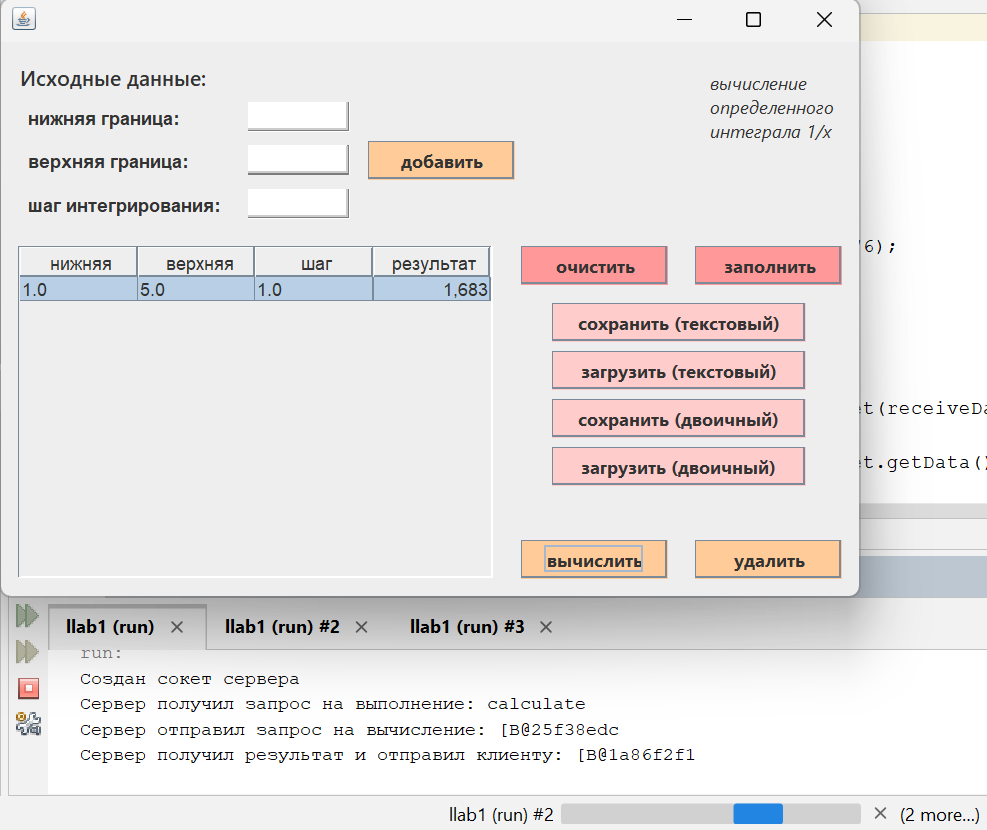 Исходные данные:
вычисление
определенного
интеграла 1/x
нижняя граница:
верхняя граница:
добавить
шаг интегрирования:
6);
нижняя верхняя шаг результат
1.0 5.0 1.0 1,683
очистить заполнить
сохранить (текстовый)
загрузить (текстовый)
et(receiveDa
сохранить (двоичный)
загрузить (двоичный)
et.getData()
вычислить удалить
llab1 (run) llab1 (run) #2 llab1 (run) #3
run:
Создан сокет сервера
Сервер получил запрос на выполнение: calculate
Сервер отправил запрос на вычисление: [B@25f38edc
Сервер получил результат и отправил клиенту: [B@1a86f2f1
llab1 (run) #2 (2 more...)